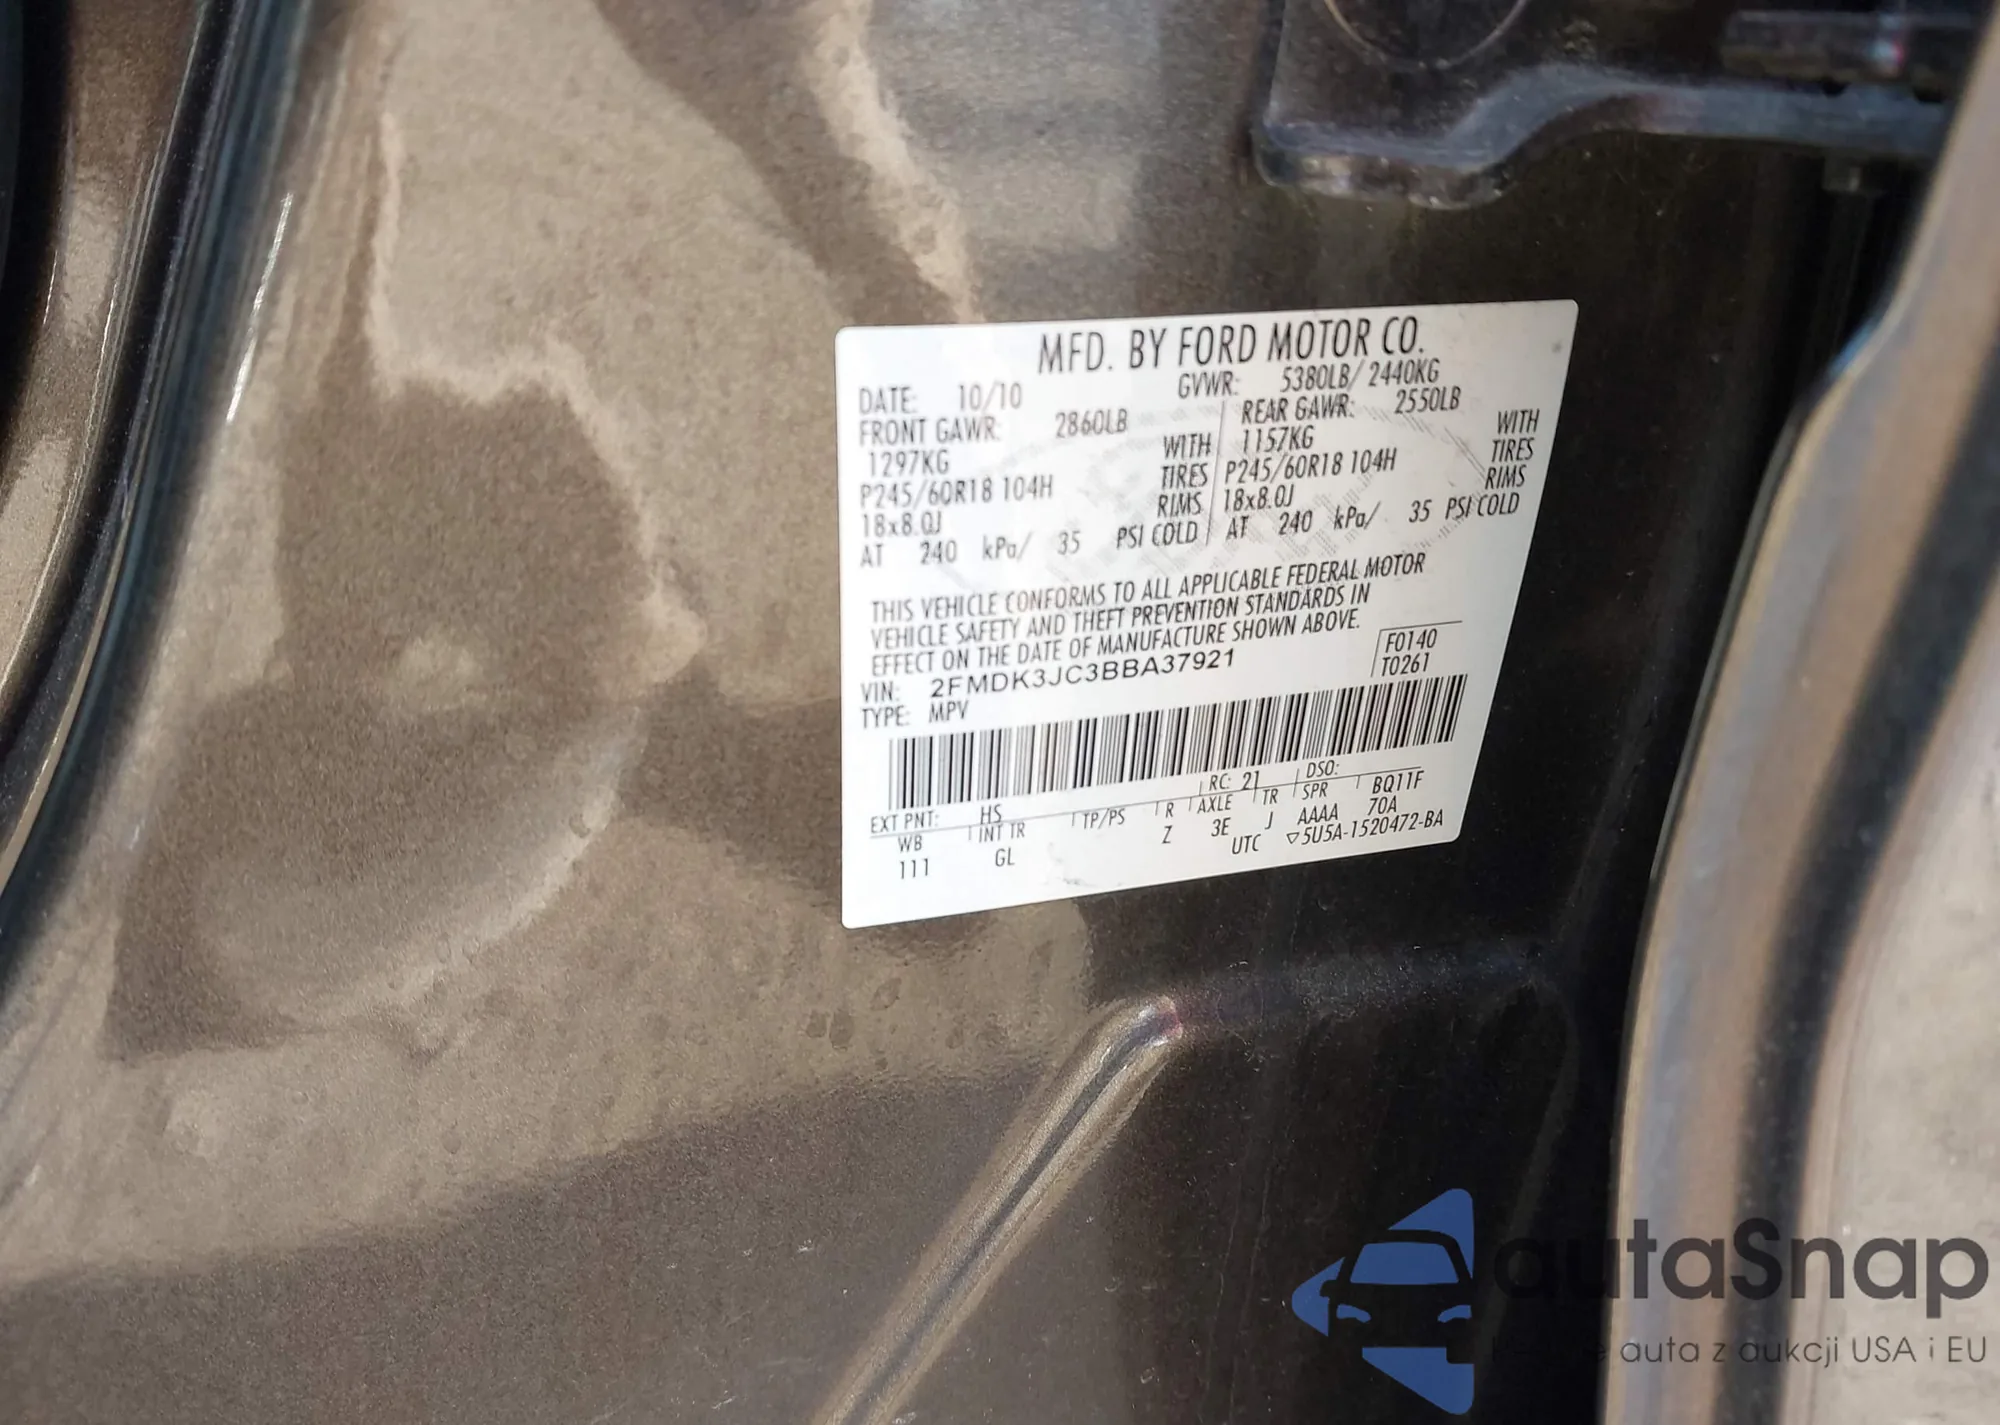 MFD. BY FORD MOTOR CO.
DATE: 10/10 GVWR: 5380LB/ 2440KG
FRONT GAWR: 2860LB REAR GAWR: 2550LB
1297KG WITH 1157KG WITH
P245/60R18 104H TIRES P245/60R18 104H TIRES
18x8.0J RIMS 18x8.0J RIMS
AT 240 kPa/ 35 PSI COLD AT 240 kPa/ 35 PSI COLD
THIS VEHICLE CONFORMS TO ALL APPLICABLE FEDERAL MOTOR
VEHICLE SAFETY AND THEFT PREVENTION STANDARDS IN
EFFECT ON THE DATE OF MANUFACTURE SHOWN ABOVE.
F0140
VIN: 2FMDK3JC3BBA37921 T0261
TYPE: MPV
EXT PNT: HS RC: 21 DSO: BQ11F
WB INT TR TP/PS R AXLE TR SPR 70A
111 GL Z 3E J AAAA
UTC ▽5U5A-1520472-BA
autaSnap
auta z aukcji USA i EU